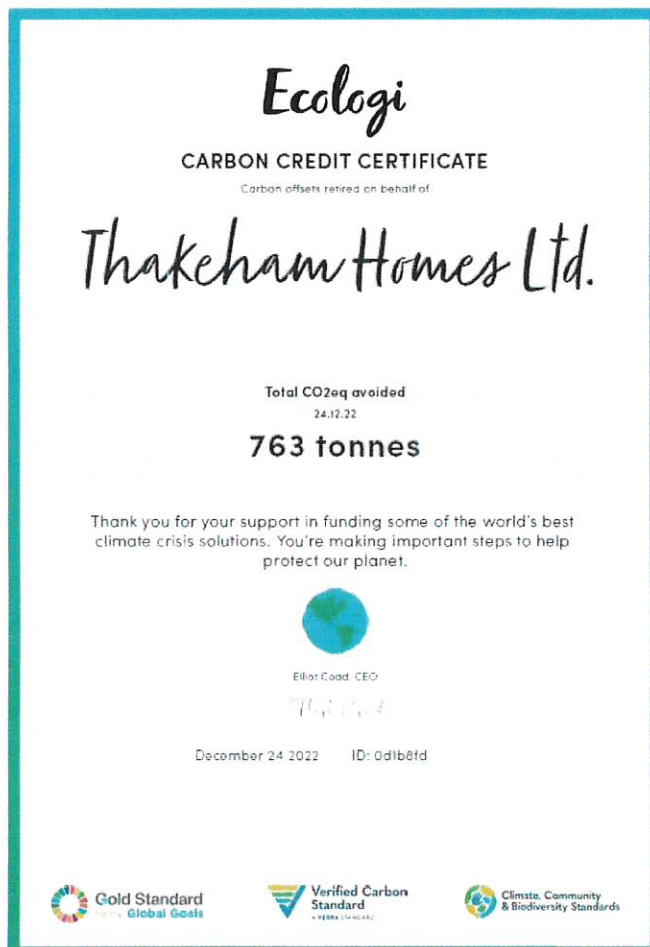 Ecologi
CARBON CREDIT CERTIFICATE
Carbon offsets retired on behalf of
Thakeham Homes Ltd.
Total CO2eq avoided
24.12.22
763 tonnes
Thank you for your support in funding some of the world's best
climate crisis solutions. You're making important steps to help
protect our planet.
Elliot Coad, CEO
December 24 2022 ID: 0d1b8fd
Gold Standard
Global Goals
Verified Carbon
Standard
A VERRA STANDARD
Climate, Community
& Biodiversity Standards